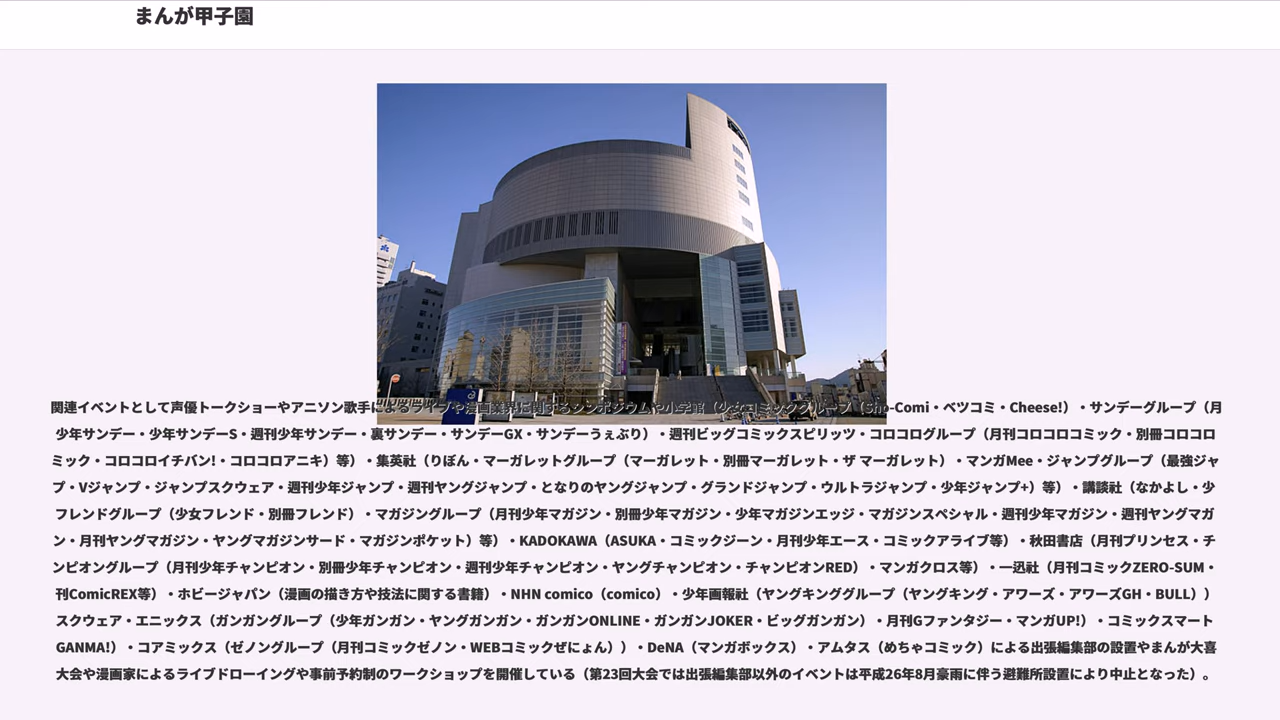 まんが甲子園
関連イベントとして声優トークショーやアニソン歌手によるライブや漫画業界に関するシンポジウムや小学館（少女コミックグループ（Sho-Comi・ベツコミ・Cheese!）・サンデーグループ（月
少年サンデー・少年サンデーS・週刊少年サンデー・裏サンデー・サンデーGX・サンデーうぇぶり）・週刊ビッグコミックスピリッツ・コロコログループ（月刊コロコロコミック・別冊コロコロ
ミック・コロコロイチバン!・コロコロアニキ）等）・集英社（りぼん・マーガレットグループ（マーガレット・別冊マーガレット・ザ マーガレット）・マンガMee・ジャンプグループ（最強ジャ
プ・Vジャンプ・ジャンプスクウェア・週刊少年ジャンプ・週刊ヤングジャンプ・となりのヤングジャンプ・グランドジャンプ・ウルトラジャンプ・少年ジャンプ+）等）・講談社（なかよし・少
フレンドグループ（少女フレンド・別冊フレンド）・マガジングループ（月刊少年マガジン・別冊少年マガジン・少年マガジンエッジ・マガジンスペシャル・週刊少年マガジン・週刊ヤングマガ
ン・月刊ヤングマガジン・ヤングマガジンサード・マガジンポケット）等）・KADOKAWA（ASUKA・コミックジーン・月刊少年エース・コミックアライブ等）・秋田書店（月刊プリンセス・チ
ンピオングループ（月刊少年チャンピオン・別冊少年チャンピオン・週刊少年チャンピオン・ヤングチャンピオン・チャンピオンRED）・マンガクロス等）・一迅社（月刊コミックZERO-SUM・
刊ComicREX等）・ホビージャパン（漫画の描き方や技法に関する書籍）・NHN comico（comico）・少年画報社（ヤングキンググループ（ヤングキング・アワーズ・アワーズGH・BULL））
スクウェア・エニックス（ガンガングループ（少年ガンガン・ヤングガンガン・ガンガンONLINE・ガンガンJOKER・ビッグガンガン）・月刊Gファンタジー・マンガUP!）・コミックスマート
GANMA!）・コアミックス（ゼノングループ（月刊コミックゼノン・WEBコミックぜにょん））・DeNA（マンガボックス）・アムタス（めちゃコミック）による出張編集部の設置やまんが大喜
大会や漫画家によるライブドローイングや事前予約制のワークショップを開催している（第23回大会では出張編集部以外のイベントは平成26年8月豪雨に伴う避難所設置により中止となった）。